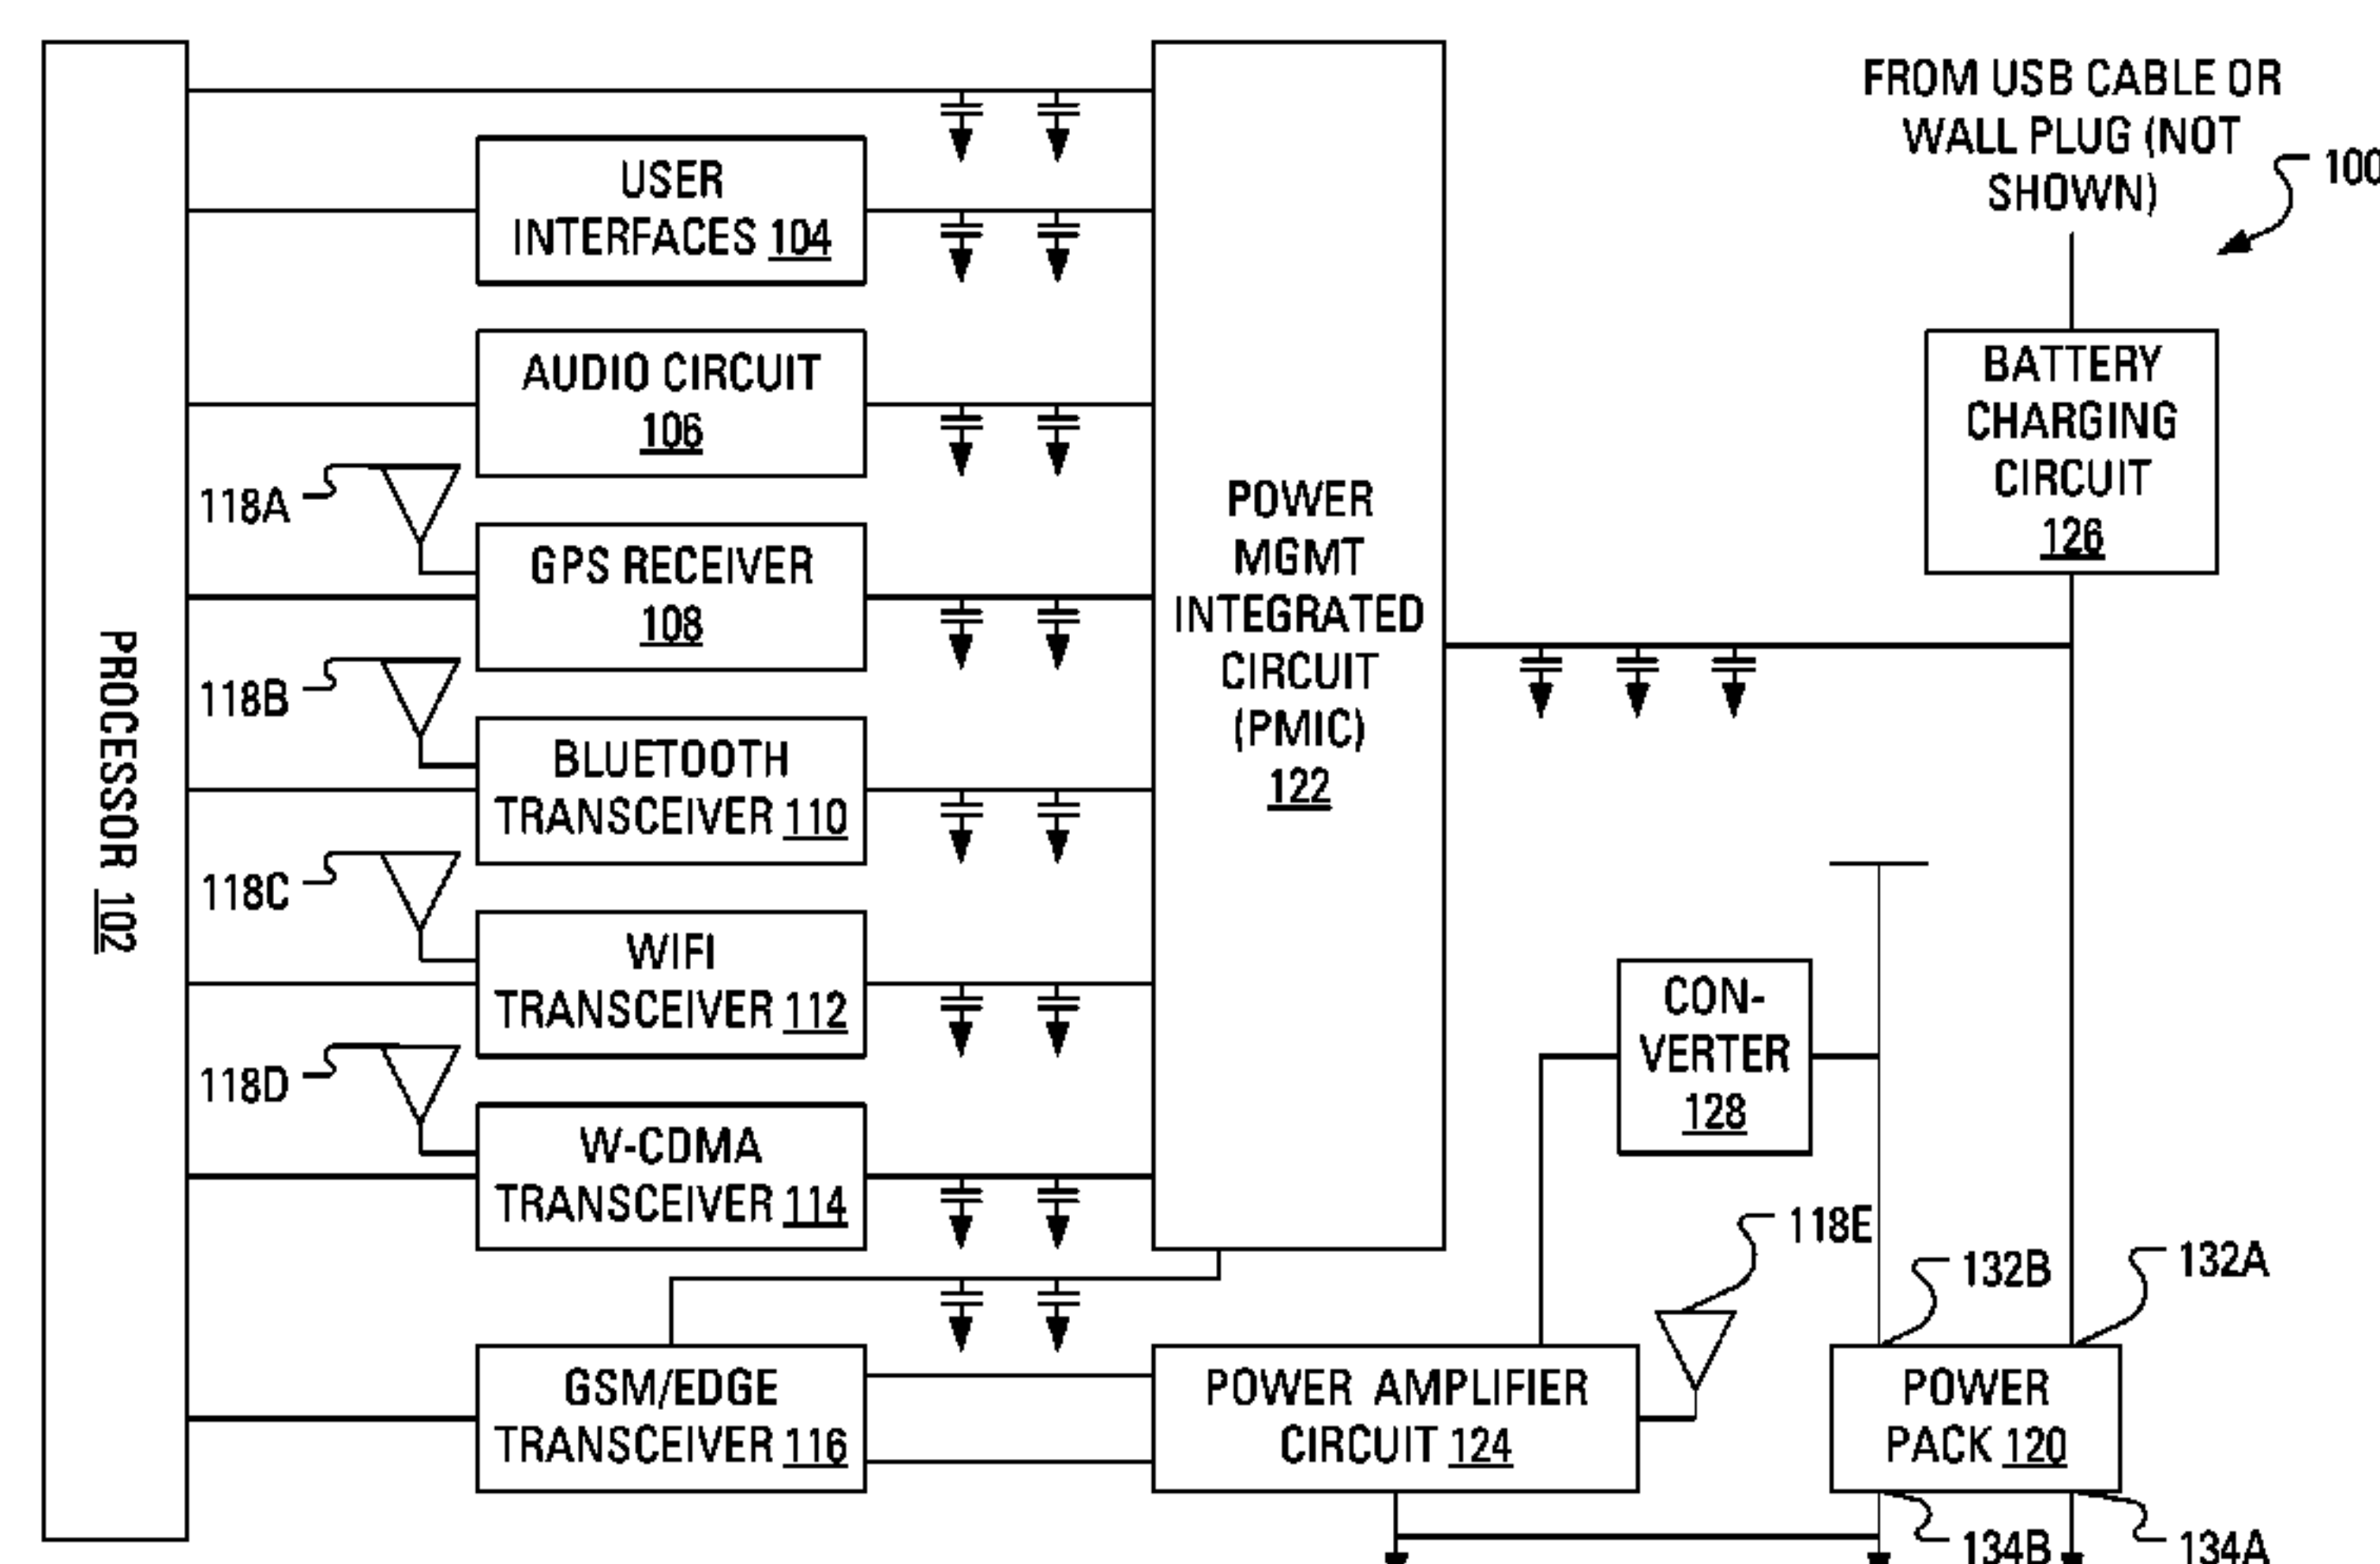 FROM USB CABLE OR
WALL PLUG (NOT
SHOWN)
100
PROCESSOR 102
USER
INTERFACES 104
AUDIO CIRCUIT
106
118A
GPS RECEIVER
108
118B
BLUETOOTH
TRANSCEIVER 110
118C
WIFI
TRANSCEIVER 112
118D
W-CDMA
TRANSCEIVER 114
GSM/EDGE
TRANSCEIVER 116
POWER
MGMT
INTEGRATED
CIRCUIT
(PMIC)
122
BATTERY
CHARGING
CIRCUIT
126
CON-
VERTER
128
118E
132B
132A
POWER AMPLIFIER
CIRCUIT 124
POWER
PACK 120
134B
134A